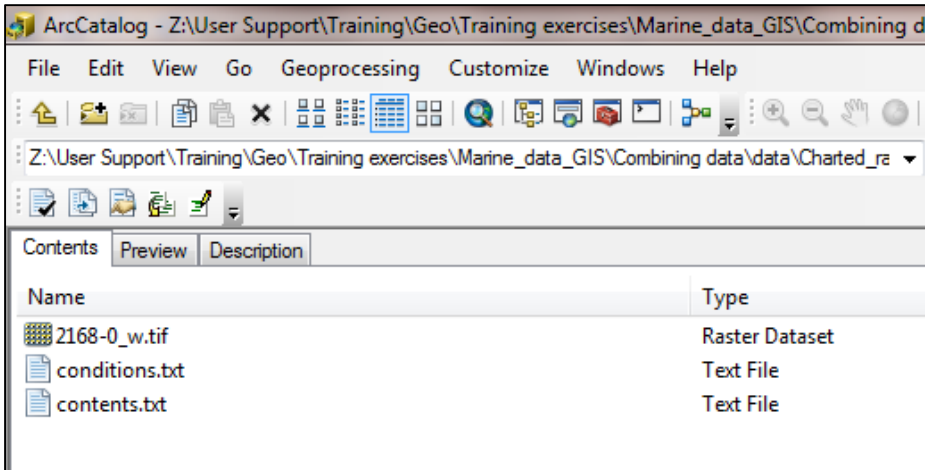 ArcCatalog - Z:\User Support\Training\Geo\Training exercises\Marine_data_GIS\Combining d
File Edit View Go Geoprocessing Customize Windows Help
Z:\User Support\Training\Geo\Training exercises\Marine_data_GIS\Combining data\data\Charted_ra
Contents Preview Description
Name Type
2168-0_w.tif Raster Dataset
conditions.txt Text File
contents.txt Text File